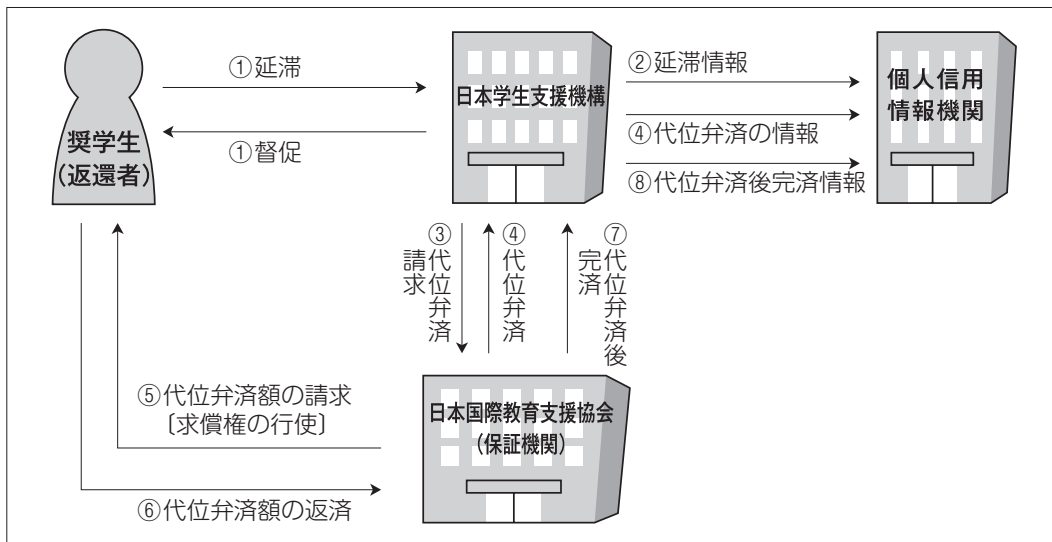 ①延滞
①督促
奨学生
(返還者)
日本学生支援機構
②延滞情報
④代位弁済の情報
⑧代位弁済後完済情報
個人信用
情報機関
③代位弁済
請求
④代位弁済
⑦代位弁済後
完済
⑤代位弁済額の請求
〔求償権の行使〕
⑥代位弁済額の返済
日本国際教育支援協会
(保証機関)